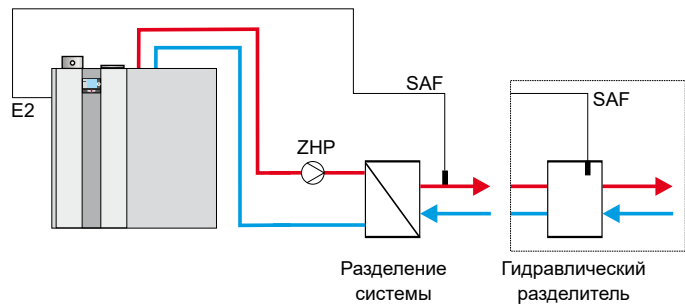 E2
SAF
SAF
ZHP
Разделение
системы
Гидравлический
разделитель